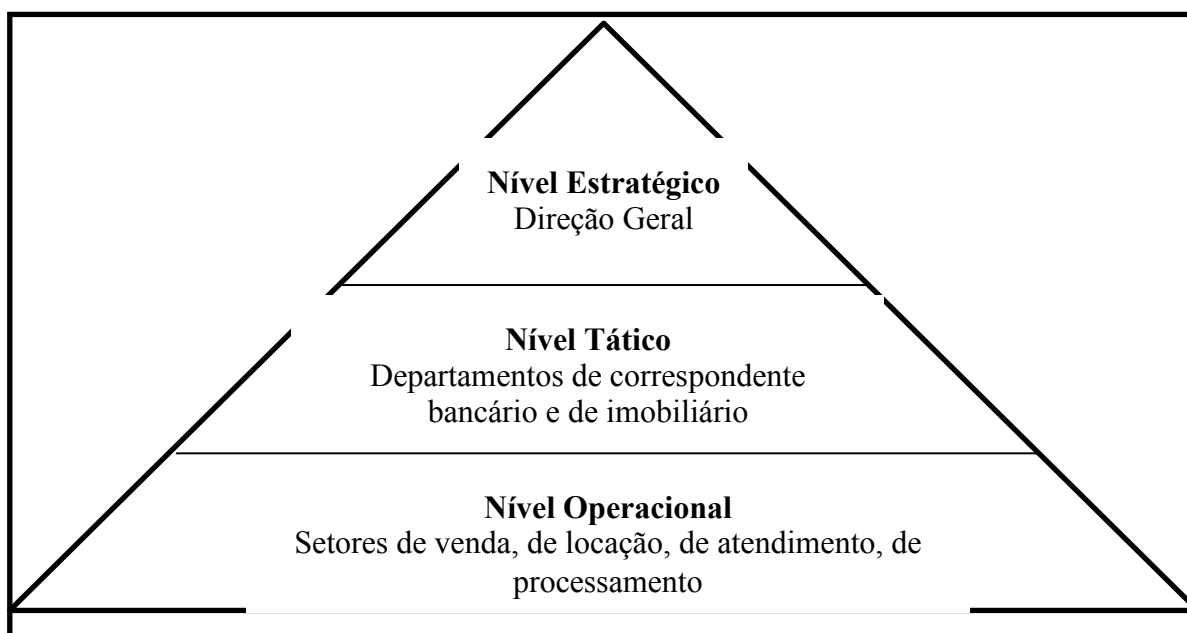 Nível Estratégico
Direção Geral
Nível Tático
Departamentos de correspondente
bancário e de imobiliário
Nível Operacional
Setores de venda, de locação, de atendimento, de
processamento